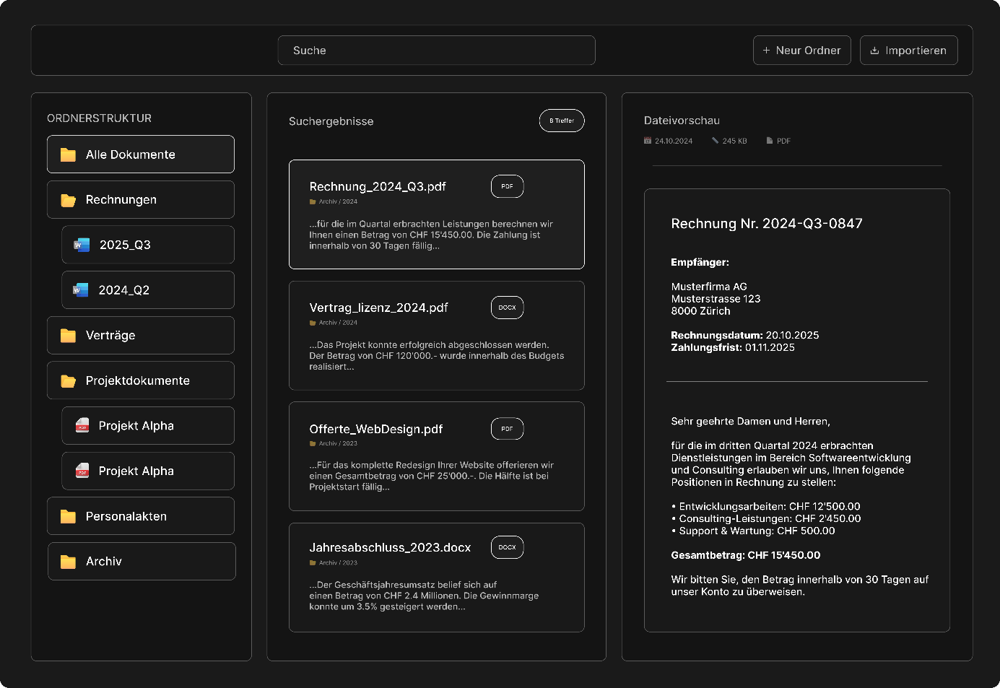 Suche
+ Neur Ordner
Importieren
ORDNERSTRUKTUR
Alle Dokumente
Rechnungen
2025_Q3
2024_Q2
Verträge
Projektdokumente
Projekt Alpha
Projekt Alpha
Personalakten
Archiv
Suchergebnisse
8 Treffer
Rechnung_2024_Q3.pdf
PDF
Archiv / 2024
...für die im Quartal erbrachten Leistungen berechnen wir
Ihnen einen Betrag von CHF 15'450.00. Die Zahlung ist
innerhalb von 30 Tagen fällig...
Vertrag_lizenz_2024.pdf
DOCX
Archiv / 2024
...Das Projekt konnte erfolgreich abgeschlossen werden.
Der Betrag von CHF 120'000.- wurde innerhalb des Budgets
realisiert...
Offerte_WebDesign.pdf
PDF
Archiv / 2023
...Für das komplette Redesign Ihrer Website offerieren wir
einen Gesamtbetrag von CHF 25'000.-. Die Hälfte ist bei
Projektstart fällig...
Jahresabschluss_2023.docx
DOCX
Archiv / 2023
...Der Geschäftsjahresumsatz belief sich auf
einen Betrag von CHF 2.4 Millionen. Die Gewinnmarge
konnte um 3.5% gesteigert werden...
Dateivorschau
24.10.2024
245 KB
PDF
Rechnung Nr. 2024-Q3-0847
Empfänger:
Musterfirma AG
Musterstrasse 123
8000 Zürich
Rechnungsdatum: 20.10.2025
Zahlungsfrist: 01.11.2025
Sehr geehrte Damen und Herren,
für die im dritten Quartal 2024 erbrachten
Dienstleistungen im Bereich Softwareentwicklung
und Consulting erlauben wir uns, Ihnen folgende
Positionen in Rechnung zu stellen:
• Entwicklungsarbeiten: CHF 12'500.00
• Consulting-Leistungen: CHF 2'450.00
• Support & Wartung: CHF 500.00
Gesamtbetrag: CHF 15'450.00
Wir bitten Sie, den Betrag innerhalb von 30 Tagen auf
unser Konto zu überweisen.